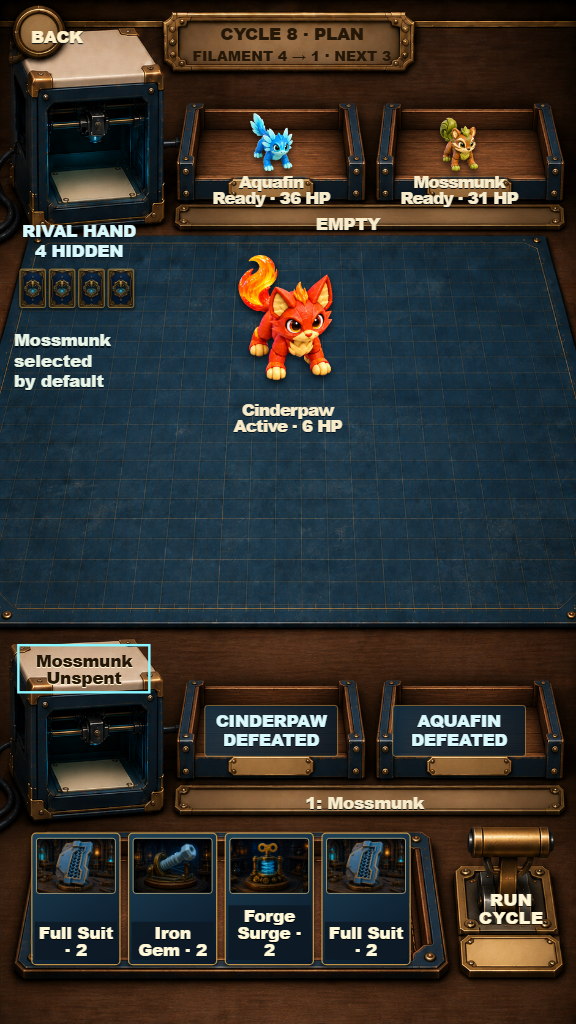 BACK
CYCLE 8 · PLAN
FILAMENT 4 → 1 · NEXT 3
Aquafin
Ready · 36 HP
Mossmunk
Ready · 31 HP
EMPTY
RIVAL HAND
4 HIDDEN
Mossmunk
selected
by default
Cinderpaw
Active · 6 HP
Mossmunk
Unspent
CINDERPAW
DEFEATED
AQUAFIN
DEFEATED
1: Mossmunk
Full Suit
· 2
Iron
Gem · 2
Forge
Surge ·
2
Full Suit
· 2
RUN
CYCLE